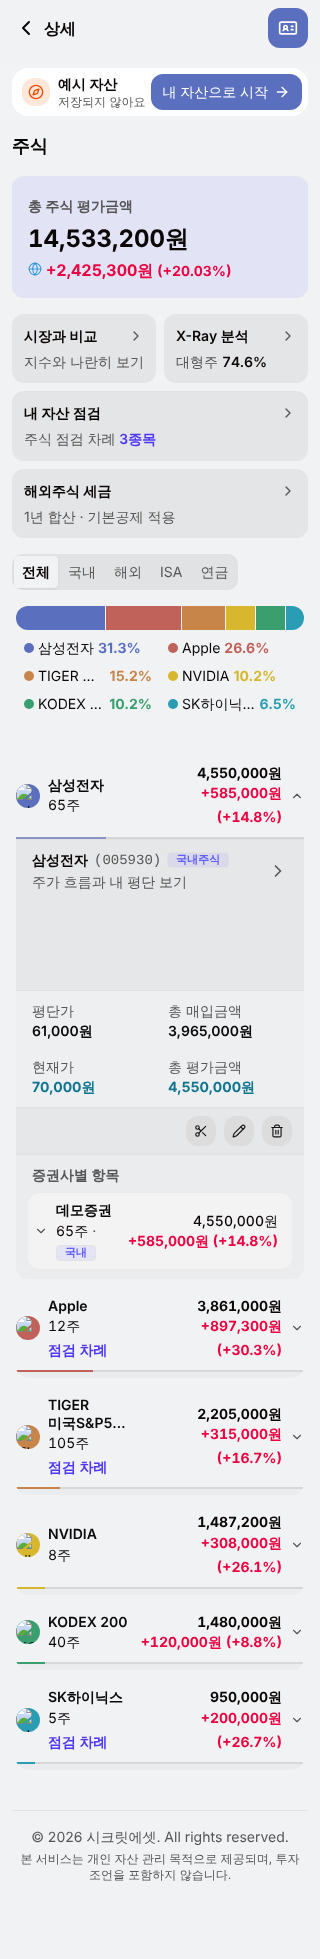 상세
예시 자산
저장되지 않아요
내 자산으로 시작
주식
총 주식 평가금액
14,533,200원
+2,425,300원 (+20.03%)
시장과 비교
지수와 나란히 보기
X-Ray 분석
대형주 74.6%
내 자산 점검
주식 점검 차례 3종목
해외주식 세금
1년 합산 · 기본공제 적용
전체 국내 해외 ISA 연금
삼성전자 31.3% Apple 26.6%
TIGER ... 15.2% NVIDIA 10.2%
KODEX ... 10.2% SK하이닉... 6.5%
삼성전자
65주
4,550,000원
+585,000원
(+14.8%)
삼성전자 (005930) 국내주식
주가 흐름과 내 평단 보기
평단가
61,000원
총 매입금액
3,965,000원
현재가
70,000원
총 평가금액
4,550,000원
증권사별 항목
데모증권
65주 ·
국내
4,550,000원
+585,000원 (+14.8%)
Apple
12주
점검 차례
3,861,000원
+897,300원
(+30.3%)
TIGER
미국S&P5...
105주
점검 차례
2,205,000원
+315,000원
(+16.7%)
NVIDIA
8주
1,487,200원
+308,000원
(+26.1%)
KODEX 200
40주
1,480,000원
+120,000원 (+8.8%)
SK하이닉스
5주
점검 차례
950,000원
+200,000원
(+26.7%)
© 2026 시크릿에셋. All rights reserved.
본 서비스는 개인 자산 관리 목적으로 제공되며, 투자
조언을 포함하지 않습니다.